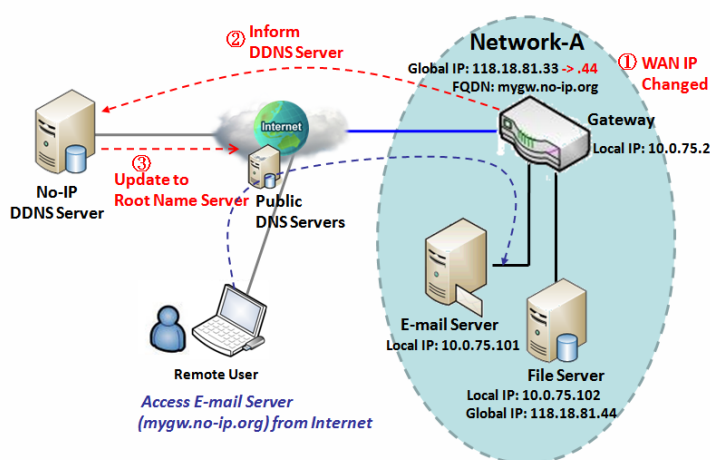 ② Inform
DDNS Server
Network-A
Global IP: 118.18.81.33 -> .44
FQDN: mygw.no-ip.org
① WAN IP
Changed
Gateway
Local IP: 10.0.75.2
Internet
No-IP
DDNS Server
③
Update to
Root Name Server
Public
DNS Servers
E-mail Server
Local IP: 10.0.75.101
File Server
Local IP: 10.0.75.102
Global IP: 118.18.81.44
Remote User
Access E-mail Server
(mygw.no-ip.org) from Internet